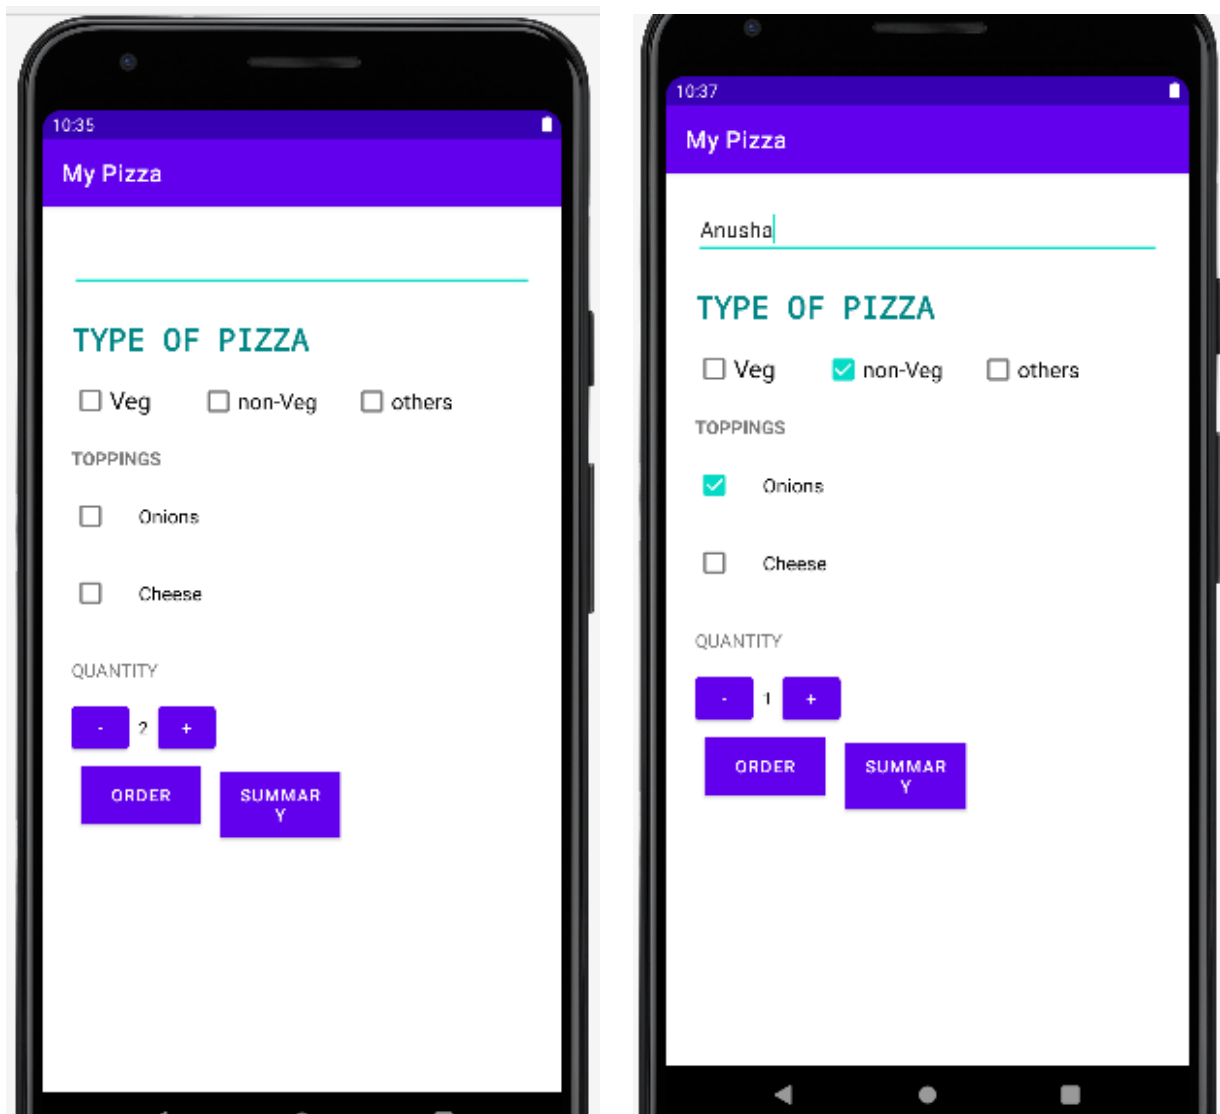 10:35
My Pizza
TYPE OF PIZZA
Veg non-Veg others
TOPPINGS
Onions
Cheese
QUANTITY
- 2 +
ORDER
SUMMAR
Y
10:37
My Pizza
Anusha
TYPE OF PIZZA
Veg non-Veg others
TOPPINGS
Onions
Cheese
QUANTITY
- 1 +
ORDER
SUMMAR
Y